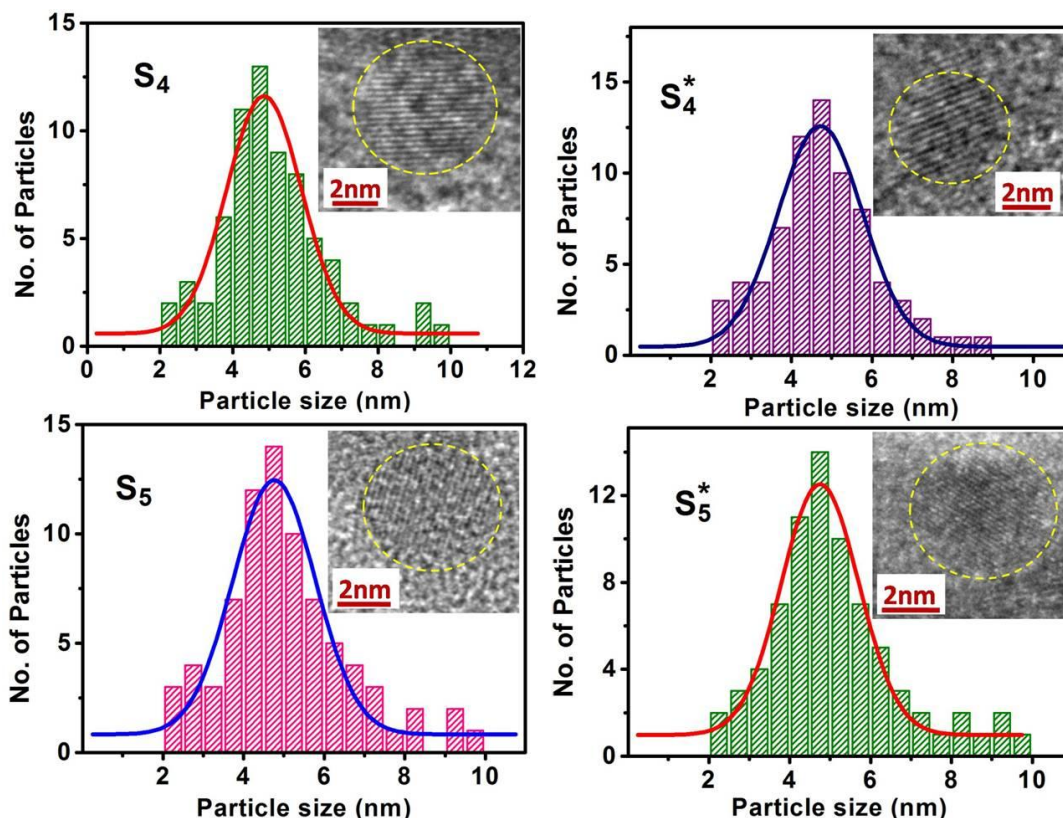 15
10
5
0
0 2 4 6 8 10 12
No. of Particles
Particle size (nm)
S4
2nm
15
10
5
0
2 4 6 8 10
No. of Particles
Particle size (nm)
S4*
2nm
15
10
5
0
2 4 6 8 10
No. of Particles
Particle size (nm)
S5
2nm
12
8
4
0
2 4 6 8 10
No. of Particles
Particle size (nm)
S5*
2nm